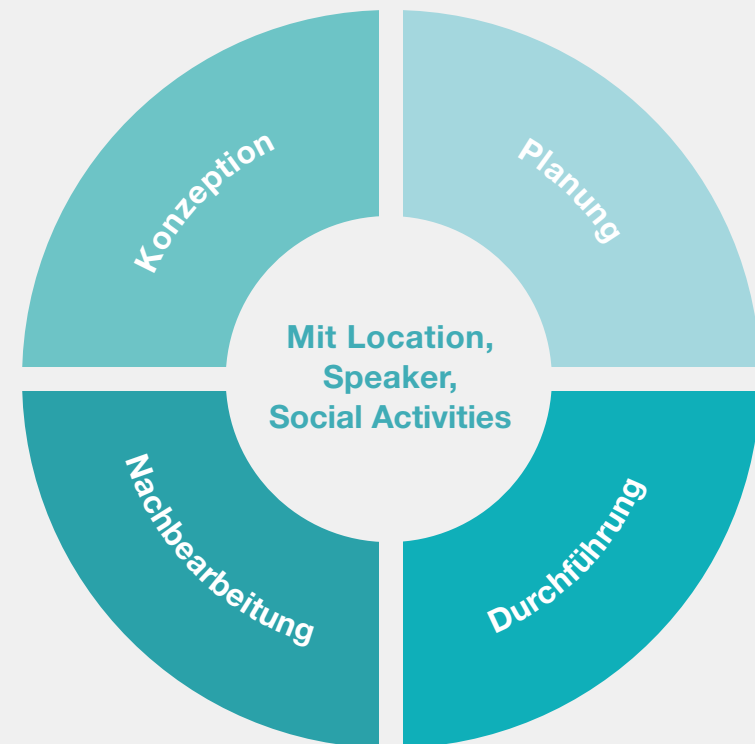 Konzeption
Planung
Mit Location,
Speaker,
Social Activities
Nachbearbeitung
Durchführung